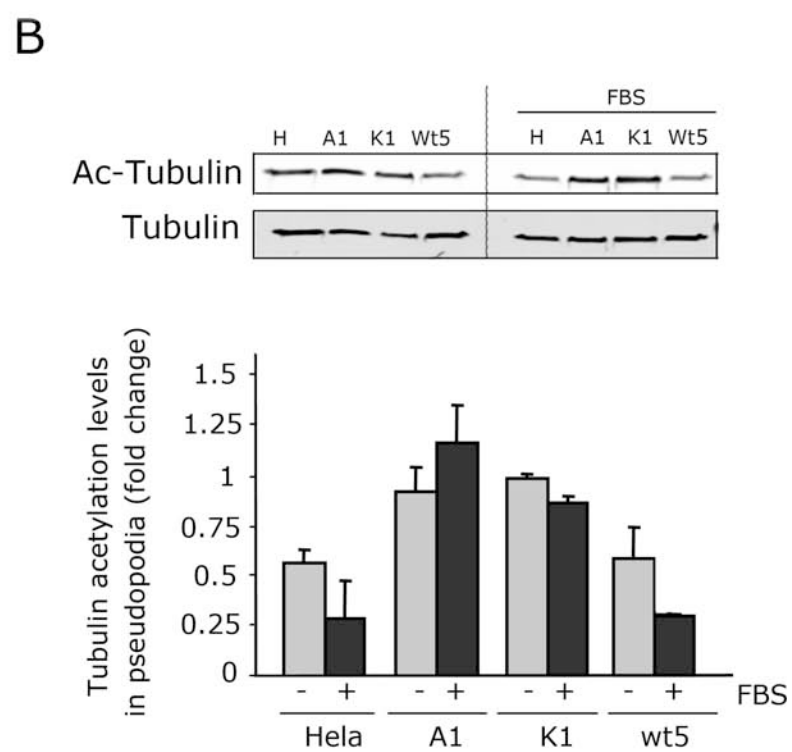 B
FBS
H A1 K1 Wt5 H A1 K1 Wt5
Ac-Tubulin
Tubulin
Tubulin acetylation levels
in pseudopodia (fold change)
1.5
1.25
1
0.75
0.5
0.25
0
- + - + - + - + FBS
Hela A1 K1 wt5